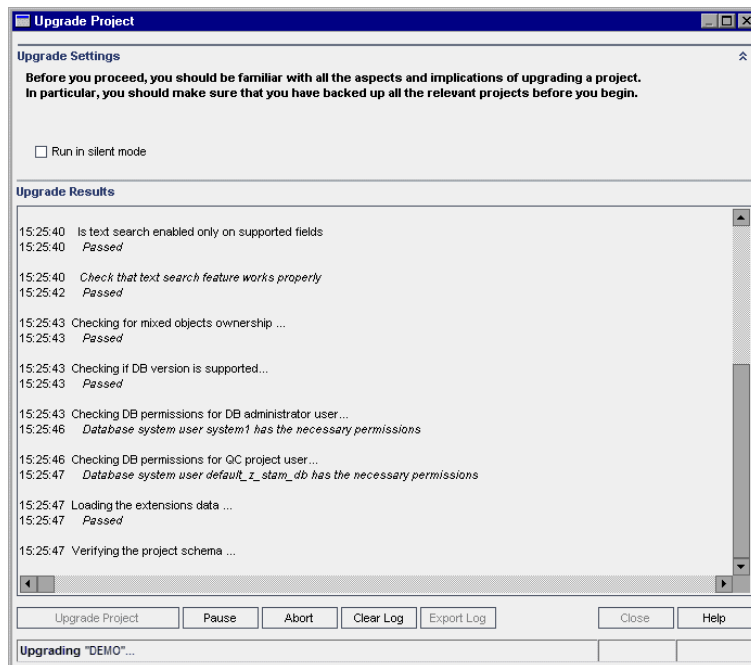 Upgrade Project
Upgrade Settings
Before you proceed, you should be familiar with all the aspects and implications of upgrading a project.
In particular, you should make sure that you have backed up all the relevant projects before you begin.
Run in silent mode
Upgrade Results
15:25:40 Is text search enabled only on supported fields
15:25:40 Passed
15:25:40 Check that text search feature works properly
15:25:42 Passed
15:25:43 Checking for mixed objects ownership ...
15:25:43 Passed
15:25:43 Checking if DB version is supported...
15:25:43 Passed
15:25:43 Checking DB permissions for DB administrator user...
15:25:46 Database system user system1 has the necessary permissions
15:25:46 Checking DB permissions for QC project user...
15:25:47 Database system user default_z_stam_db has the necessary permissions
15:25:47 Loading the extensions data ...
15:25:47 Passed
15:25:47 Verifying the project schema ...
Upgrade Project Pause Abort Clear Log Export Log Close Help
Upgrading "DEMO"...